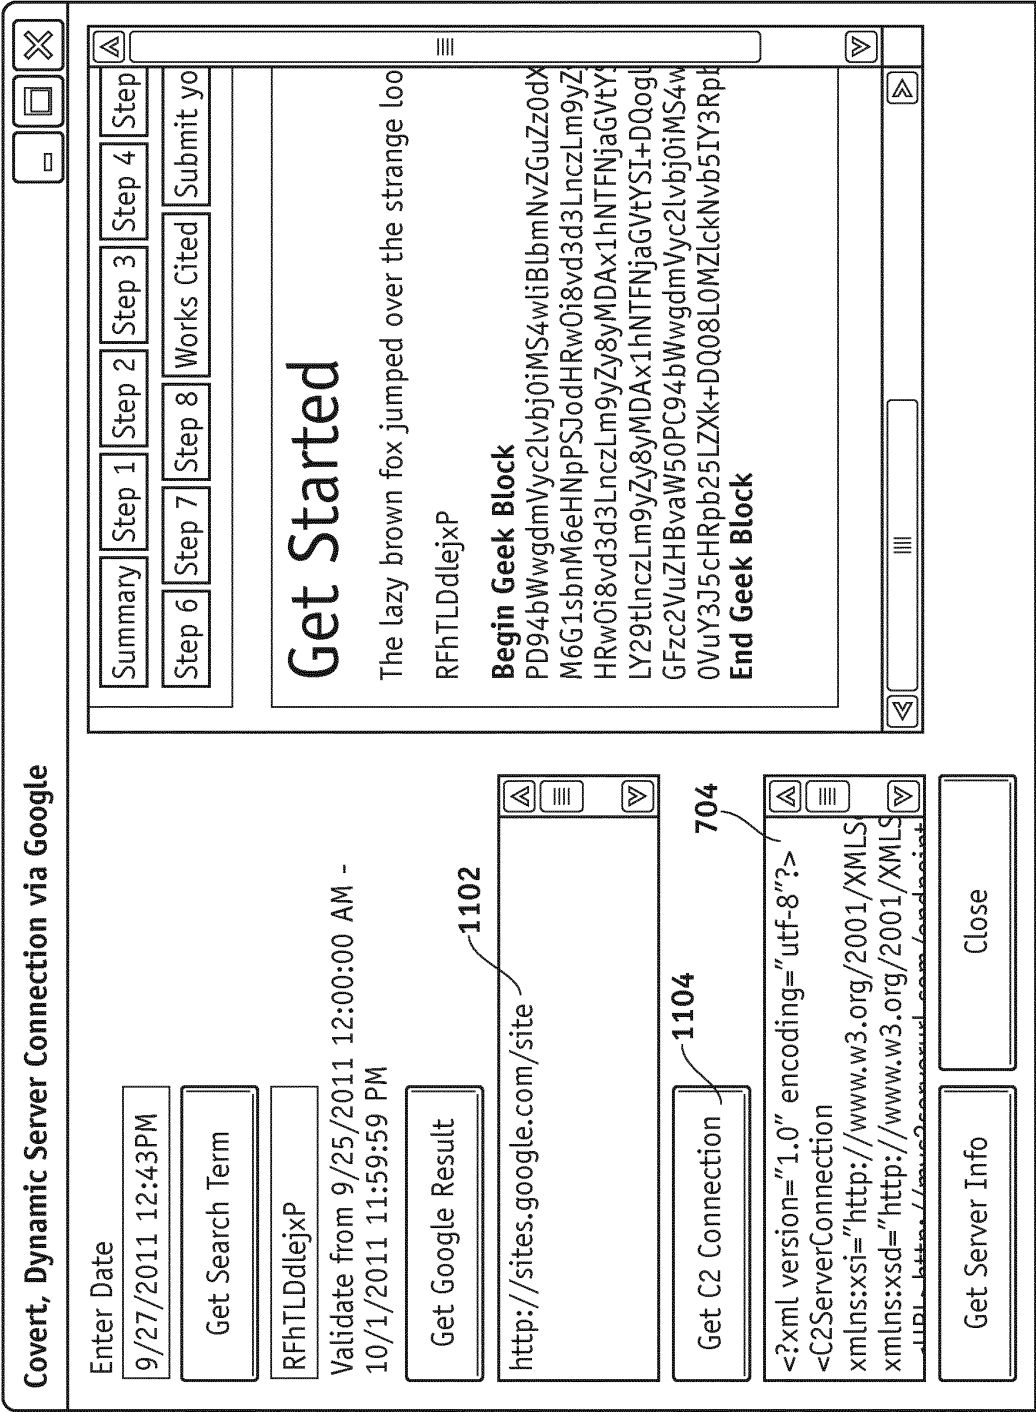 Covert, Dynamic Server Connection via Google
Enter Date
9/27/2011 12:43PM
Get Search Term
RFhTLDdlejxP
Validate from 9/25/2011 12:00:00 AM -
10/1/2011 11:59:59 PM
Get Google Result
1102
http://sites.google.com/site
1104
Get C2 Connection
704
<?xml version="1.0" encoding="utf-8"?>
<C2ServerConnection
xmlns:xsi="http://www.w3.org/2001/XMLS
xmlns:xsd="http://www.w3.org/2001/XMLS
Get Server Info
Close
Summary
Step 1
Step 2
Step 3
Step 4
Step
Step 6
Step 7
Step 8
Works Cited
Submit yo
Get Started
The lazy brown fox jumped over the strange loo
RFhTLDdlejxP
Begin Geek Block
PD94bWwgdmVyc2lvbj0iMS4wIiBlbmNvZGluZz0dX
M6G1sbnM6eHNpPSJodHRwOi8vd3d3LnczLm9yZ
HRwOi8vd3d3LnczLm9yZy8yMDAx1hNTFNjaGVtY
LY29tlnczLm9yZy8yMDAx1hNTFNjaGVtYSI+DQog
GFzc2VuZHBvaW50PC94bWwgdmVyc2lvbj0iMS4w
0VuY3J5cHRpb25LZXk+DQ08L0MZlckNvb5IY3Rp
End Geek Block